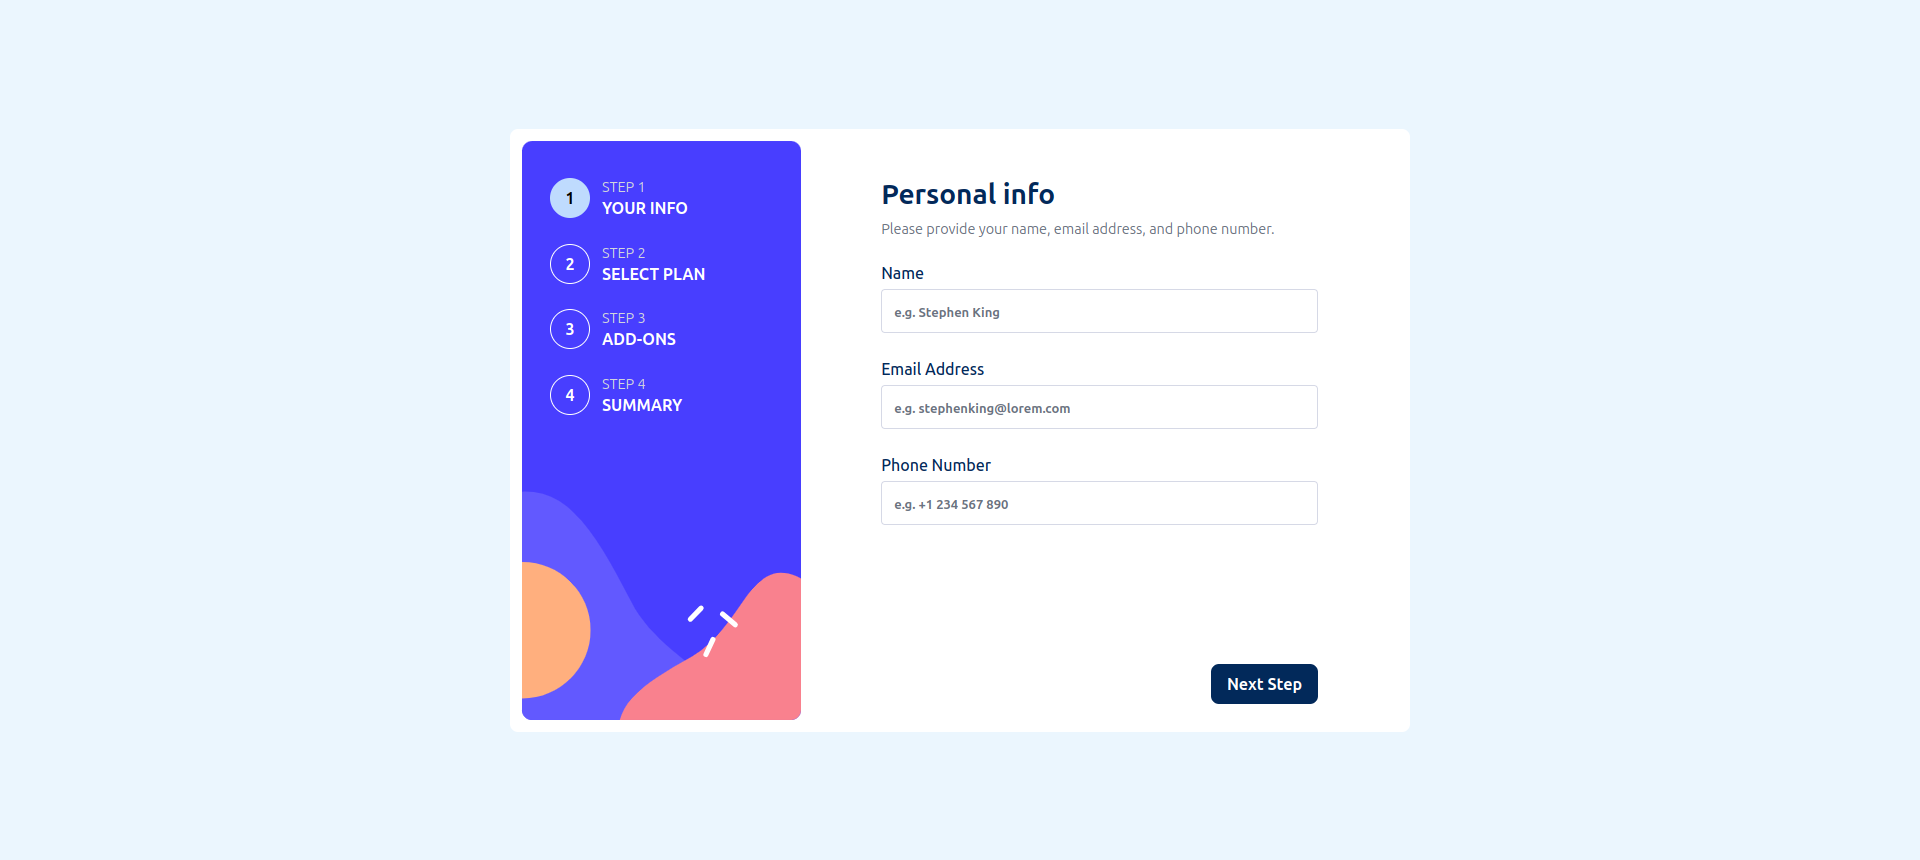 1
STEP 1
YOUR INFO
2
STEP 2
SELECT PLAN
3
STEP 3
ADD-ONS
4
STEP 4
SUMMARY
Personal info
Please provide your name, email address, and phone number.
Name
e.g. Stephen King
Email Address
e.g. stephenking@lorem.com
Phone Number
e.g. +1 234 567 890
Next Step